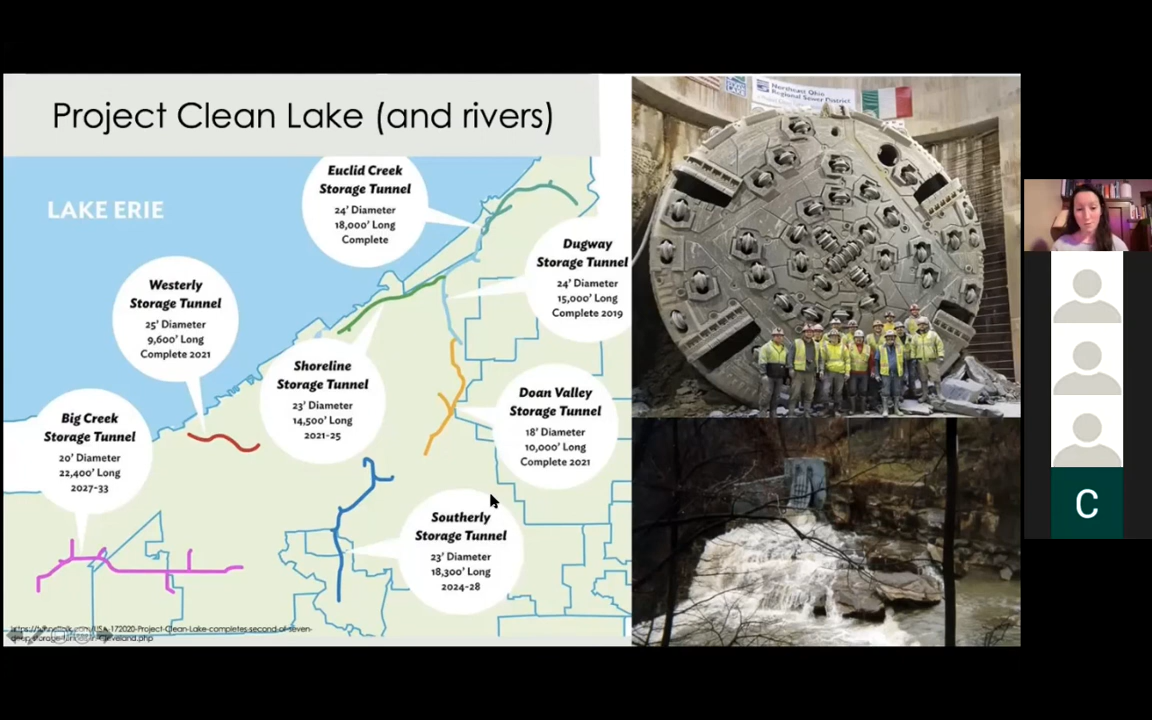 Project Clean Lake (and rivers)
LAKE ERIE
Euclid Creek
Storage Tunnel
24' Diameter
18,000' Long
Complete
Dugway
Storage Tunnel
24' Diameter
15,000' Long
Complete 2019
Westerly
Storage Tunnel
25' Diameter
9,600' Long
Complete 2021
Shoreline
Storage Tunnel
23' Diameter
14,500' Long
2021-25
Doan Valley
Storage Tunnel
18' Diameter
10,000' Long
Complete 2021
Big Creek
Storage Tunnel
20' Diameter
22,400' Long
2027-33
Southerly
Storage Tunnel
23' Diameter
18,300' Long
2024-28
Northeast Ohio
Regional Sewer District
C